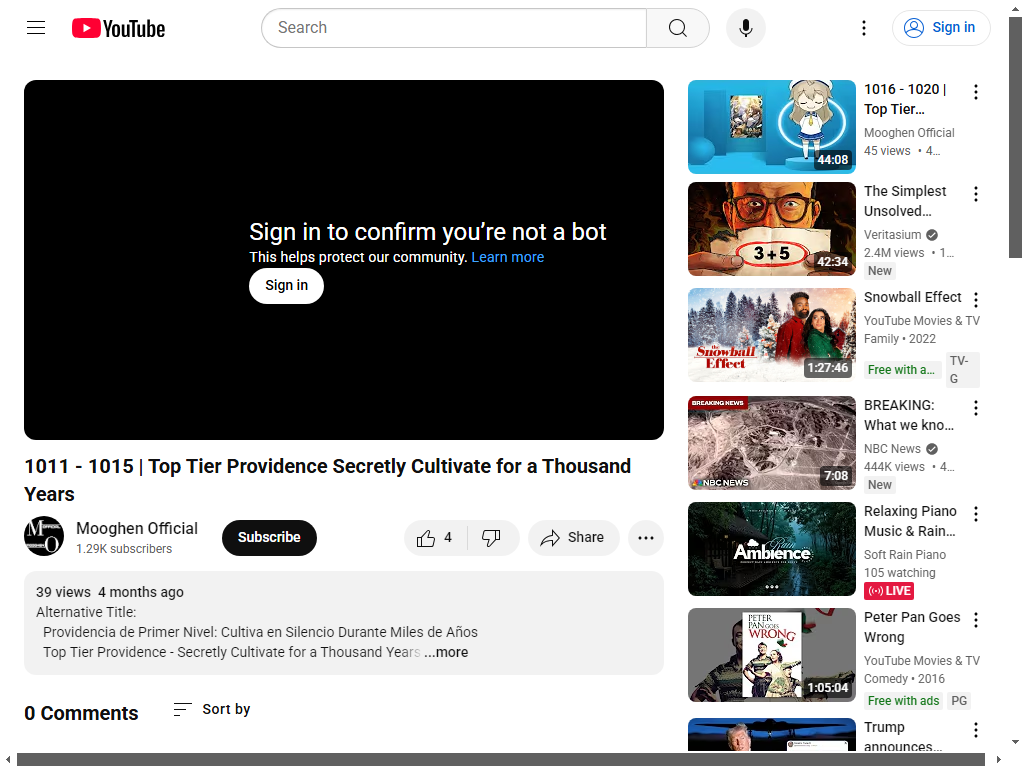 YouTube
Search
Sign in
Sign in to confirm you’re not a bot
This helps protect our community. Learn more
Sign in
1011 - 1015 | Top Tier Providence Secretly Cultivate for a Thousand
Years
Mooghen Official
1.29K subscribers
Subscribe
4
Share
39 views 4 months ago
Alternative Title:
Providencia de Primer Nivel: Cultiva en Silencio Durante Miles de Años
Top Tier Providence - Secretly Cultivate for a Thousand Years ...more
0 Comments
Sort by
44:08
1016 - 1020 |
Top Tier…
Mooghen Official
45 views • 4…
3+5
42:34
The Simplest
Unsolved…
Veritasium
2.4M views • 1…
New
the
Snowball
Effect
1:27:46
Snowball Effect
YouTube Movies & TV
Family • 2022
Free with a…
TV-
G
BREAKING NEWS
NBC NEWS
7:08
BREAKING:
What we kno…
NBC News
444K views • 4…
New
Rain
Ambience
Relaxing Piano
Music & Rain…
Soft Rain Piano
105 watching
LIVE
PETER
PAN GOES
WRONG
1:05:04
Peter Pan Goes
Wrong
YouTube Movies & TV
Comedy • 2016
Free with ads
PG
Trump
announces…